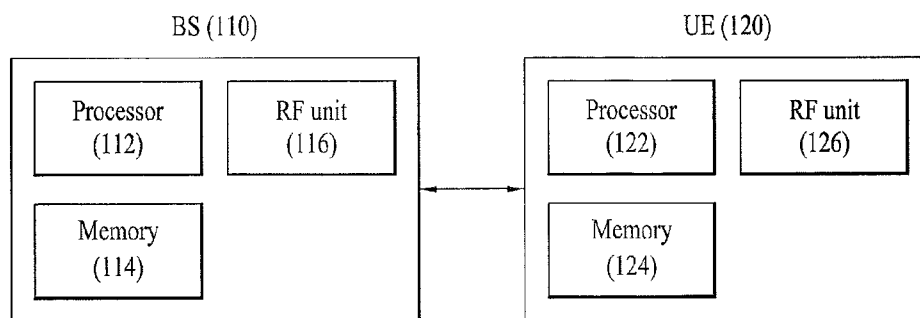 BS (110)
UE (120)
Processor
(112)
RF unit
(116)
Memory
(114)
Processor
(122)
RF unit
(126)
Memory
(124)